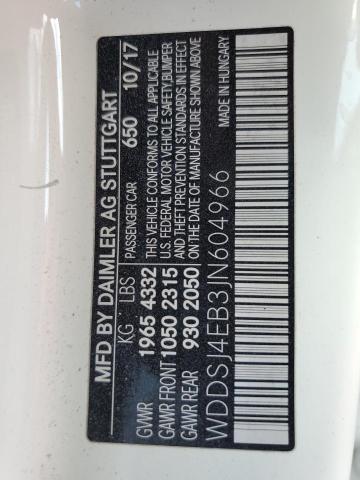 MFD BY DAIMLER AG STUTTGART
KG LBS PASSENGER CAR 650 10/17
GVWR 1965 4332 THIS VEHICLE CONFORMS TO ALL APPLICABLE
GAWR FRONT 1050 2315 U.S. FEDERAL MOTOR VEHICLE SAFETY, BUMPER
GAWR REAR 930 2050 AND THEFT PREVENTION STANDARDS IN EFFECT
ON THE DATE OF MANUFACTURE SHOWN ABOVE
WDDSJ4EB3JN604966 MADE IN HUNGARY